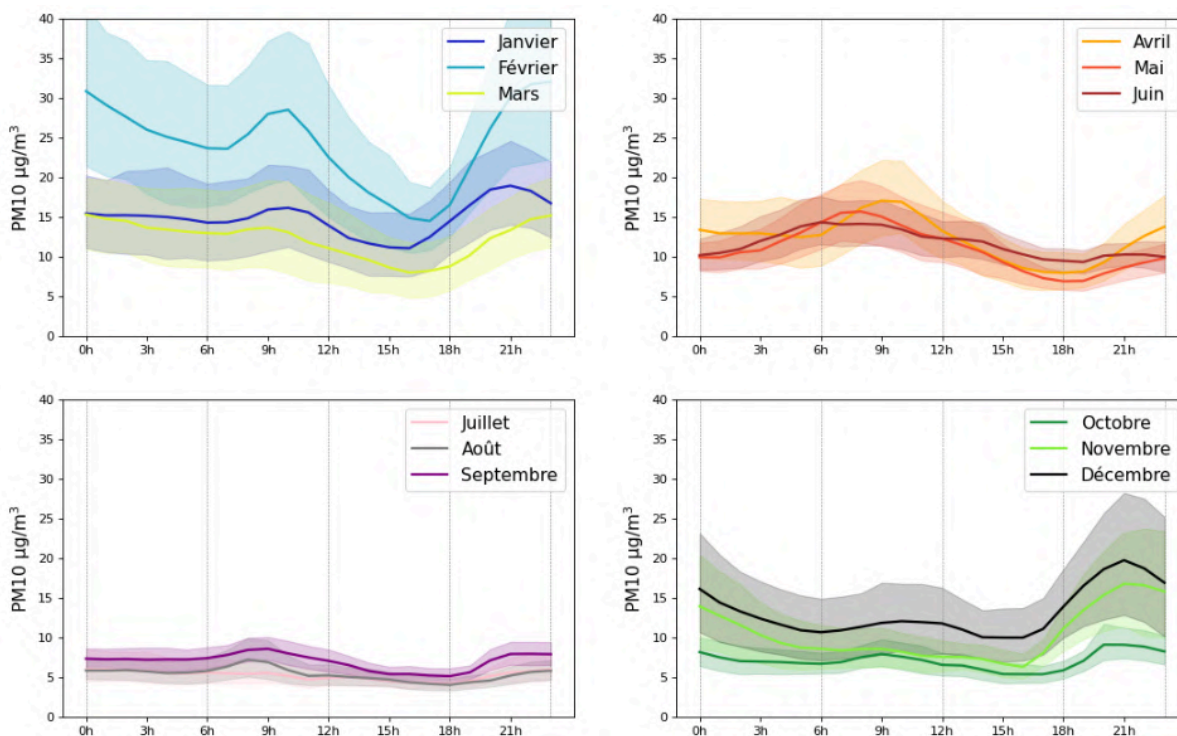 PM10 µg/m³
40
35
30
25
20
15
10
5
0
0h 3h 6h 9h 12h 15h 18h 21h
Janvier
Février
Mars
PM10 µg/m³
40
35
30
25
20
15
10
5
0
0h 3h 6h 9h 12h 15h 18h 21h
Avril
Mai
Juin
PM10 µg/m³
40
35
30
25
20
15
10
5
0
0h 3h 6h 9h 12h 15h 18h 21h
Juillet
Août
Septembre
PM10 µg/m³
40
35
30
25
20
15
10
5
0
0h 3h 6h 9h 12h 15h 18h 21h
Octobre
Novembre
Décembre